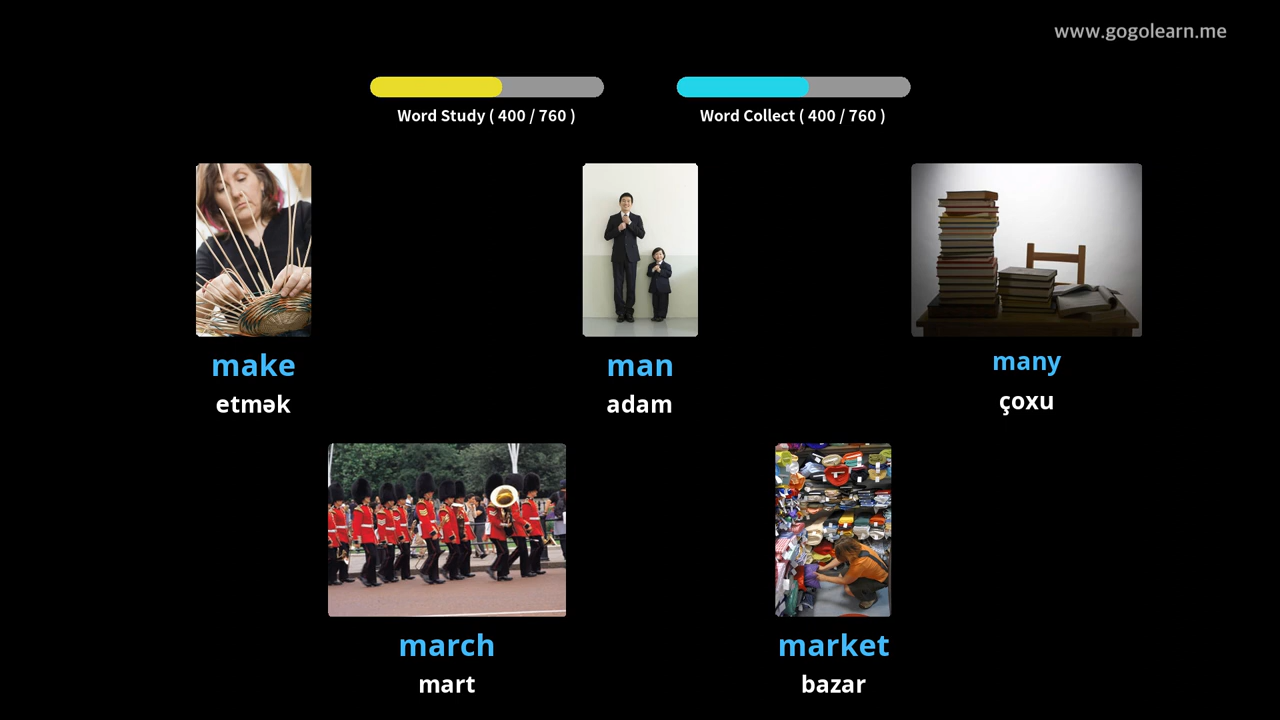 www.gogolearn.me
Word Study ( 400 / 760 )
Word Collect ( 400 / 760 )
make
etmək
man
adam
many
çoxu
march
mart
market
bazar